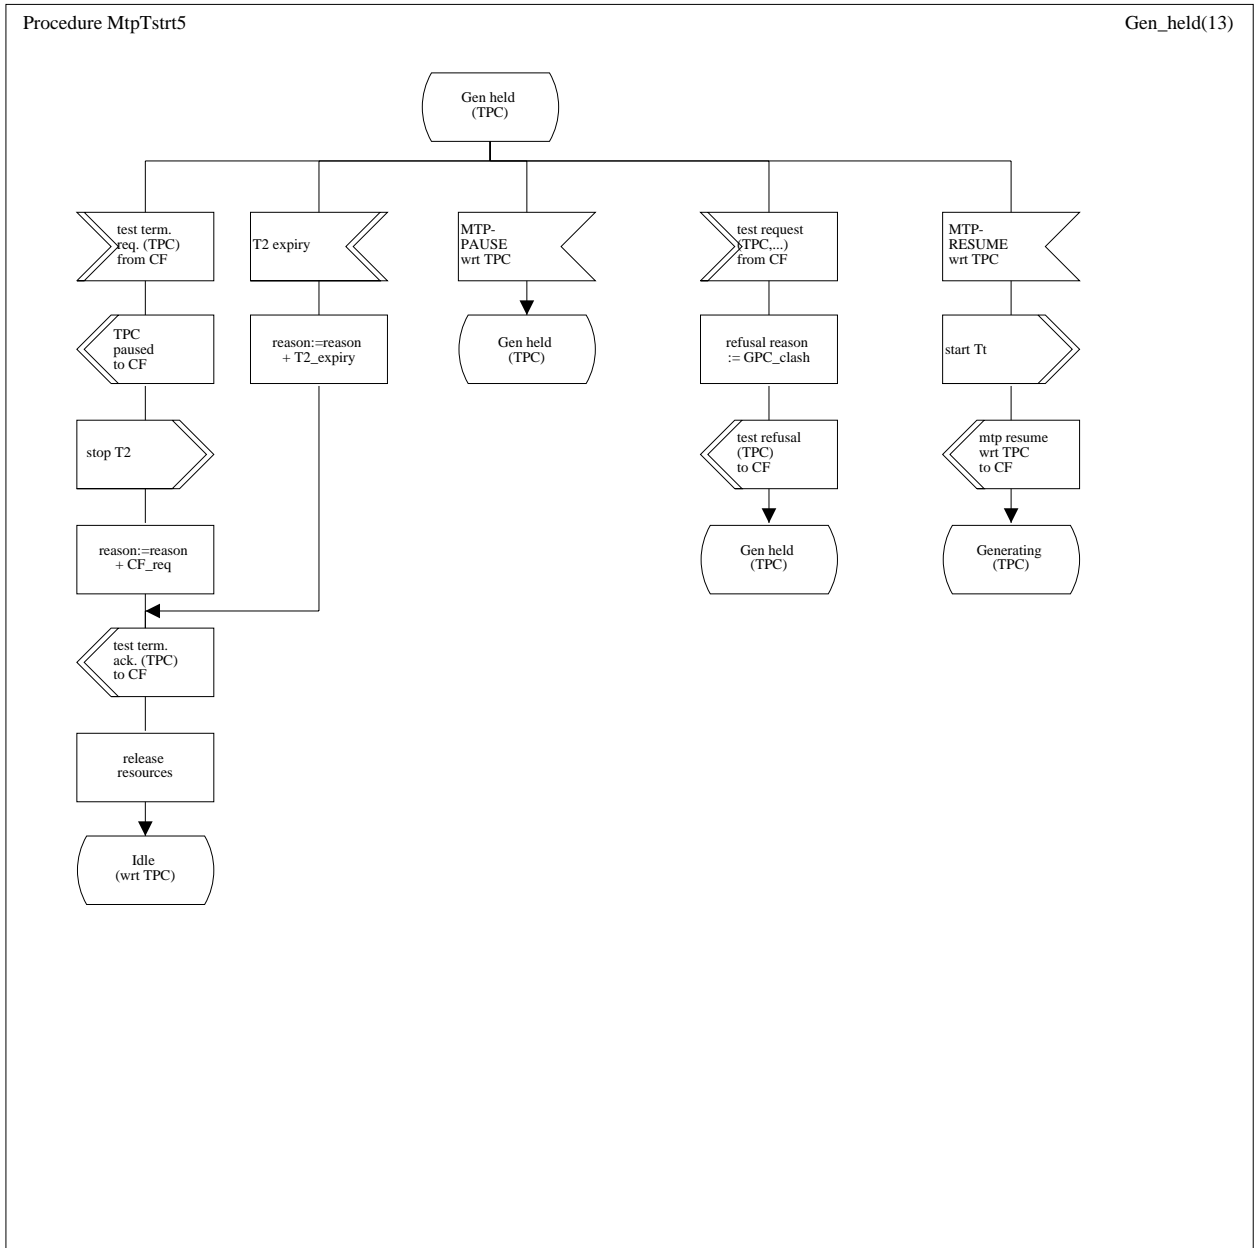 Procedure MtpTstrt5
Gen_held(13)
Gen held
(TPC)
test term.
req. (TPC)
from CF
T2 expiry
MTP-
PAUSE
wrt TPC
test request
(TPC,...)
from CF
MTP-
RESUME
wrt TPC
TPC
paused
to CF
reason:=reason
+ T2_expiry
Gen held
(TPC)
refusal reason
:= GPC_clash
start Tt
stop T2
test refusal
(TPC)
to CF
mtp resume
wrt TPC
to CF
reason:=reason
+ CF_req
Gen held
(TPC)
Generating
(TPC)
test term.
ack. (TPC)
to CF
release
resources
Idle
(wrt TPC)